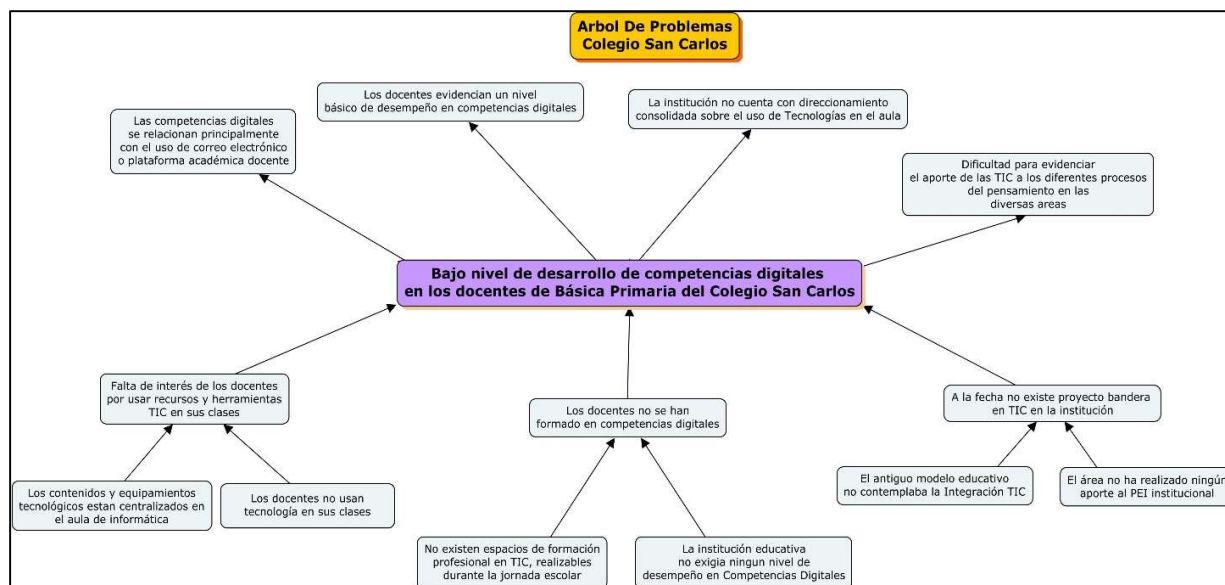 Arbol De Problemas
Colegio San Carlos
Los docentes evidencian un nivel
básico de desempeño en competencias digitales
La institución no cuenta con direccionamiento
consolidada sobre el uso de Tecnologías en el aula
Las competencias digitales
se relacionan principalmente
con el uso de correo electrónico
o plataforma académica docente
Dificultad para evidenciar
el aporte de las TIC a los diferentes procesos
del pensamiento en las
diversas areas
Bajo nivel de desarrollo de competencias digitales
en los docentes de Básica Primaria del Colegio San Carlos
Falta de interés de los docentes
por usar recursos y herramientas
TIC en sus clases
Los docentes no se han
formado en competencias digitales
A la fecha no existe proyecto bandera
en TIC en la institución
Los contenidos y equipamientos
tecnológicos estan centralizados en
el aula de informática
Los docentes no usan
tecnología en sus clases
El antiguo modelo educativo
no contemplaba la Integración TIC
El área no ha realizado ningún
aporte al PEI institucional
No existen espacios de formación
profesional en TIC, realizables
durante la jornada escolar
La institución educativa
no exigia ningun nivel de
desempeño en Competencias Digitales